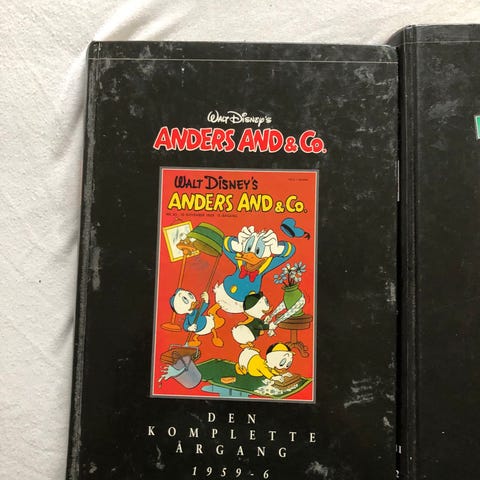 Walt Disney's
ANDERS AND & Co.
WALT DISNEY'S
ANDERS AND & Co.
DEN
KOMPLETTE
ÅRGANG
1959-6